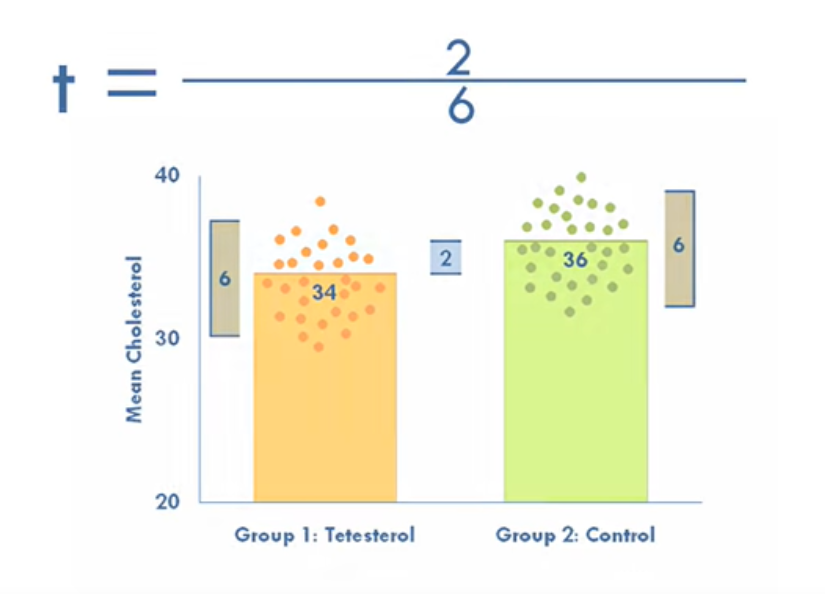 t = 2
6
40
6
2
6
36
34
30
20
Mean Cholesterol
Group 1: Tetesterol
Group 2: Control